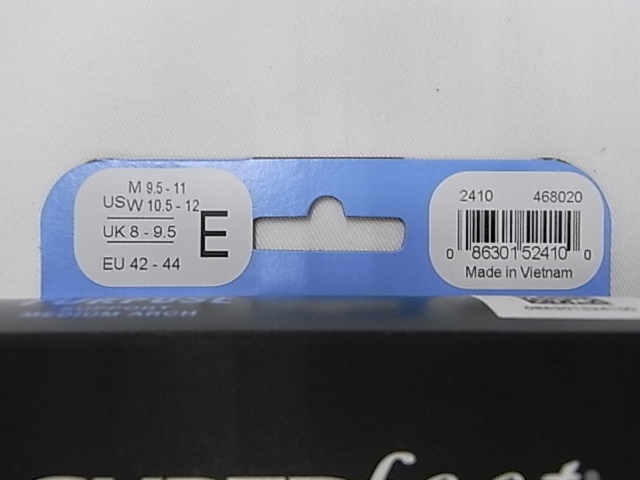 M 9.5 - 11
US W 10.5 - 12
UK 8 - 9.5
E
EU 42 - 44
2410 468020
0 86301 52410 0
Made in Vietnam
MEDIUM ARCH